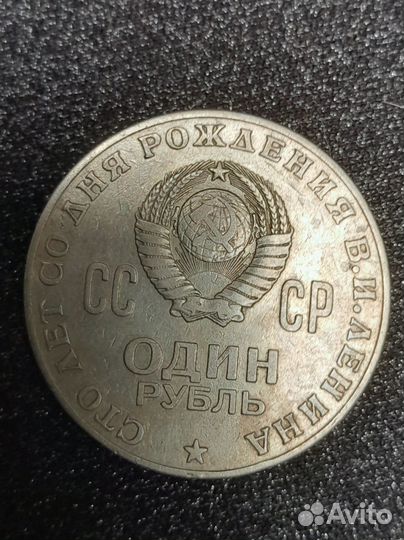 СТО ЛЕТ СО ДНЯ РОЖДЕНИЯ В.И.ЛЕНИНА
СС СР
ОДИН
РУБЛЬ
Avito